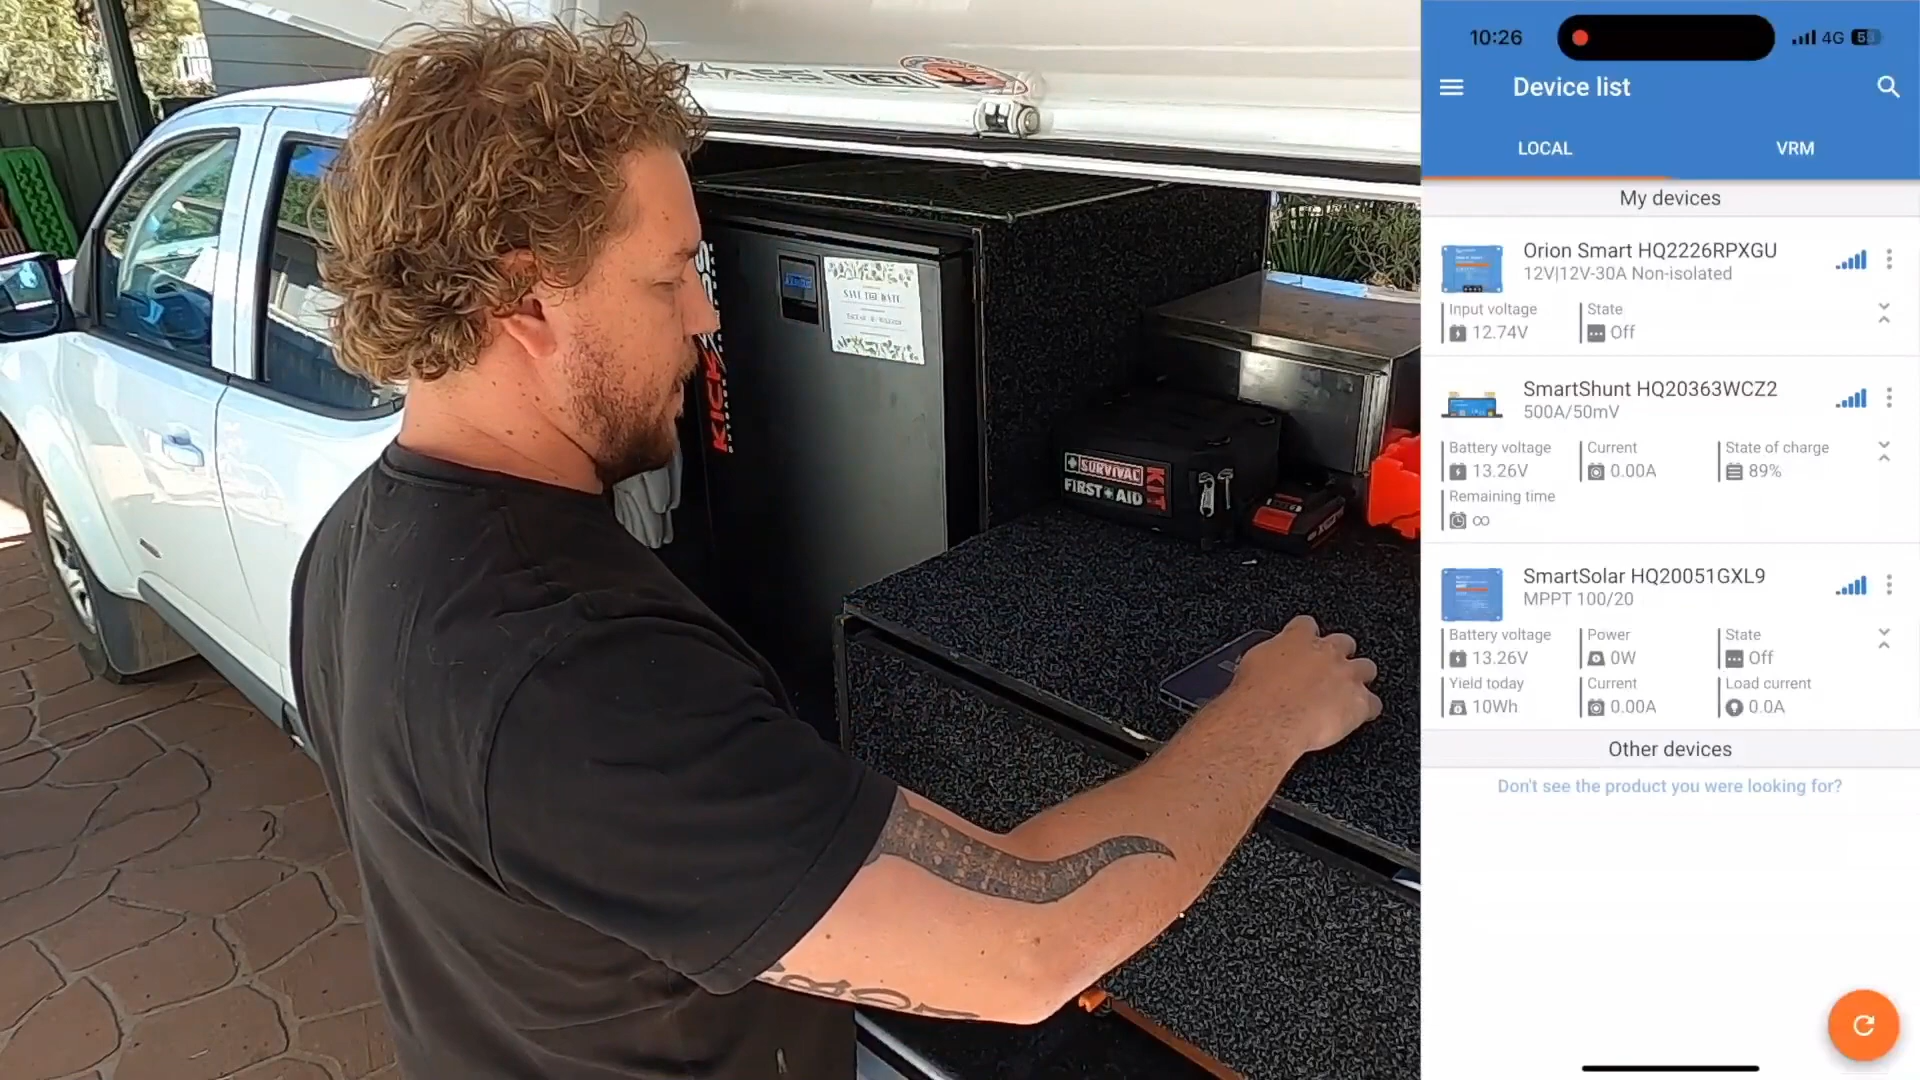 YETI
KICKASS
SAVE THE DATE
SURVIVAL
FIRST AID
KIT
10:26
4G
Device list
LOCAL
VRM
My devices
Orion Smart HQ2226RPXGU
12V|12V-30A Non-isolated
Input voltage
State
12.74V
Off
SmartShunt HQ20363WCZ2
500A/50mV
Battery voltage
Current
State of charge
13.26V
0.00A
89%
Remaining time
∞
SmartSolar HQ20051GXL9
MPPT 100/20
Battery voltage
Power
State
13.26V
0W
Off
Yield today
Current
Load current
10Wh
0.00A
0.0A
Other devices
Don't see the product you were looking for?